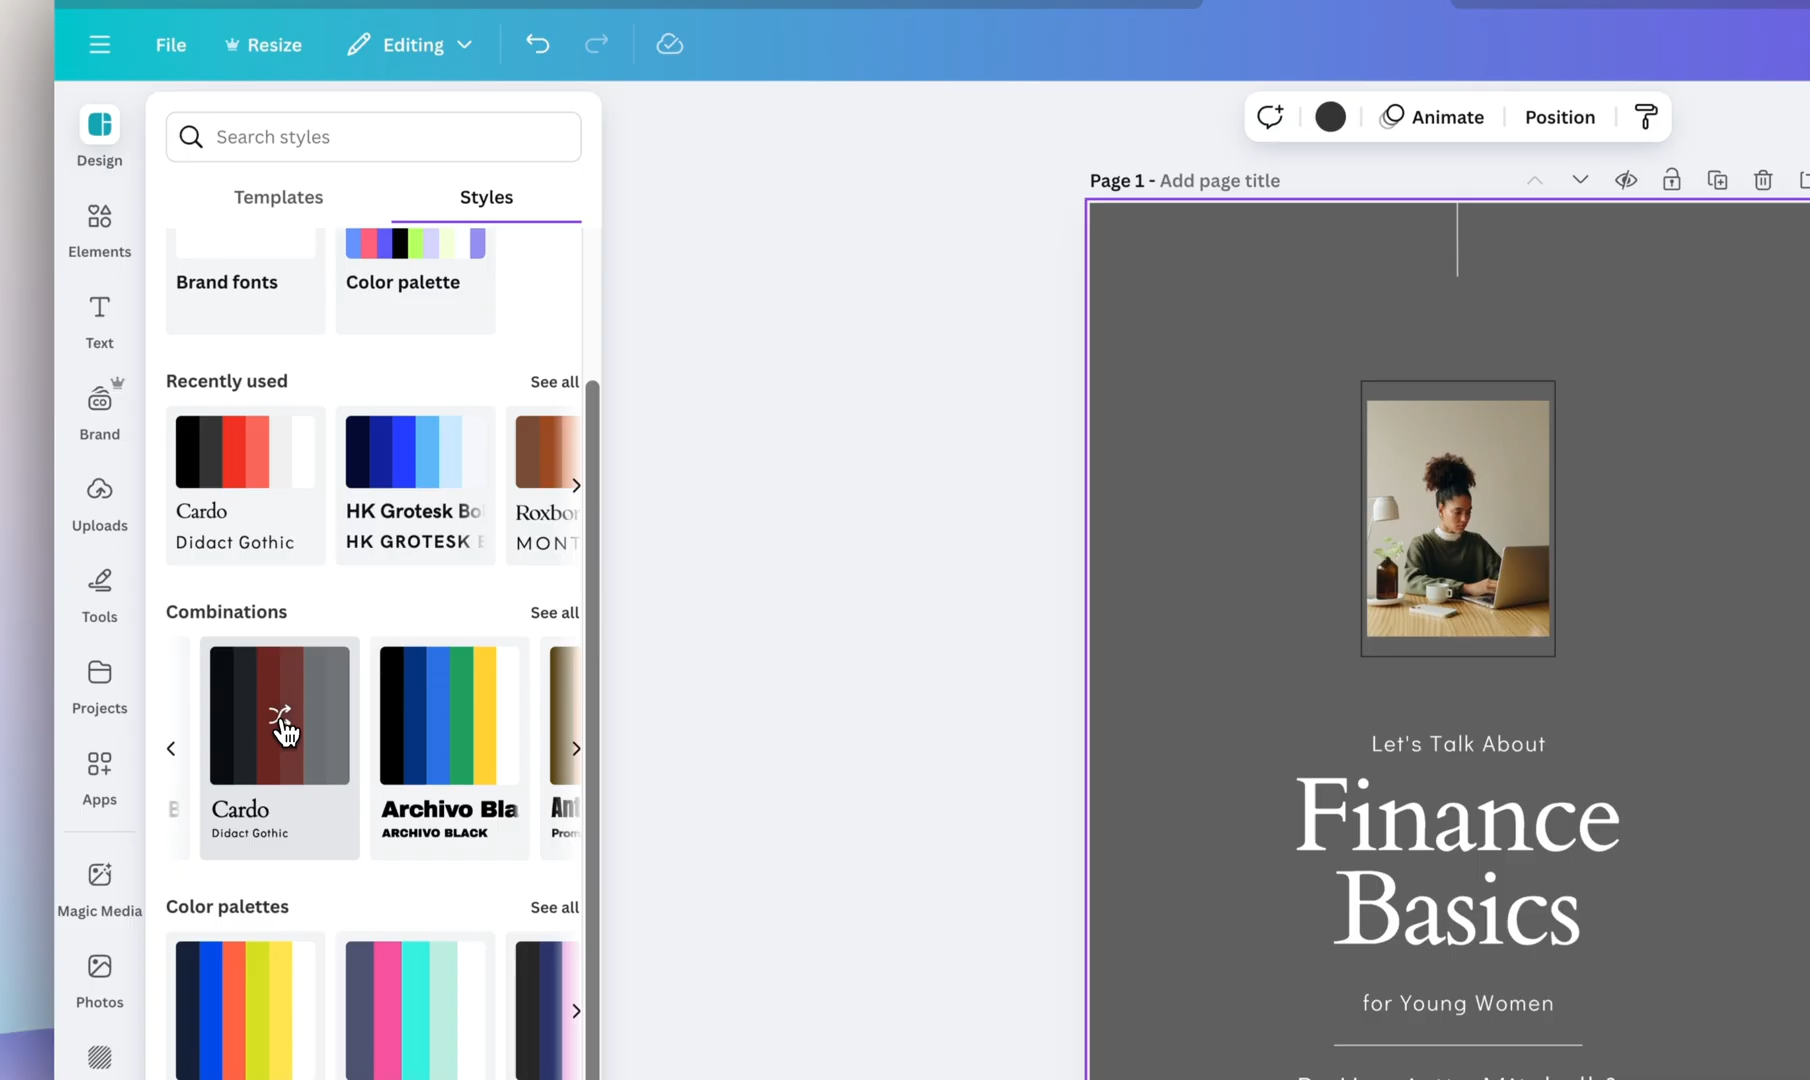 File
Resize
Editing
Design
Elements
Text
Brand
Uploads
Tools
Projects
Apps
Magic Media
Photos
Search styles
Templates
Styles
Brand fonts
Color palette
Recently used
See all
Cardo
Didact Gothic
HK Grotesk Bo
HK GROTESK
Roxbor
MONT
Combinations
See all
Cardo
Didact Gothic
Archivo Bla
ARCHIVO BLACK
Ant
Prom
Color palettes
See all
Animate
Position
Page 1 - Add page title
Let's Talk About
Finance
Basics
for Young Women